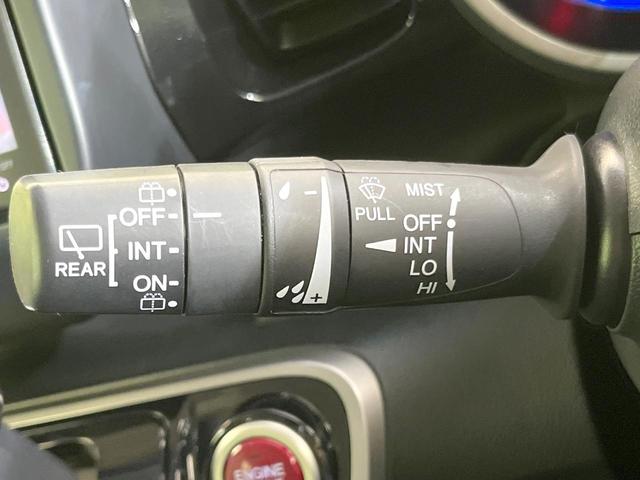 REAR
OFF
INT
ON
−
+
PULL
MIST
OFF
INT
LO
HI
ENGINE